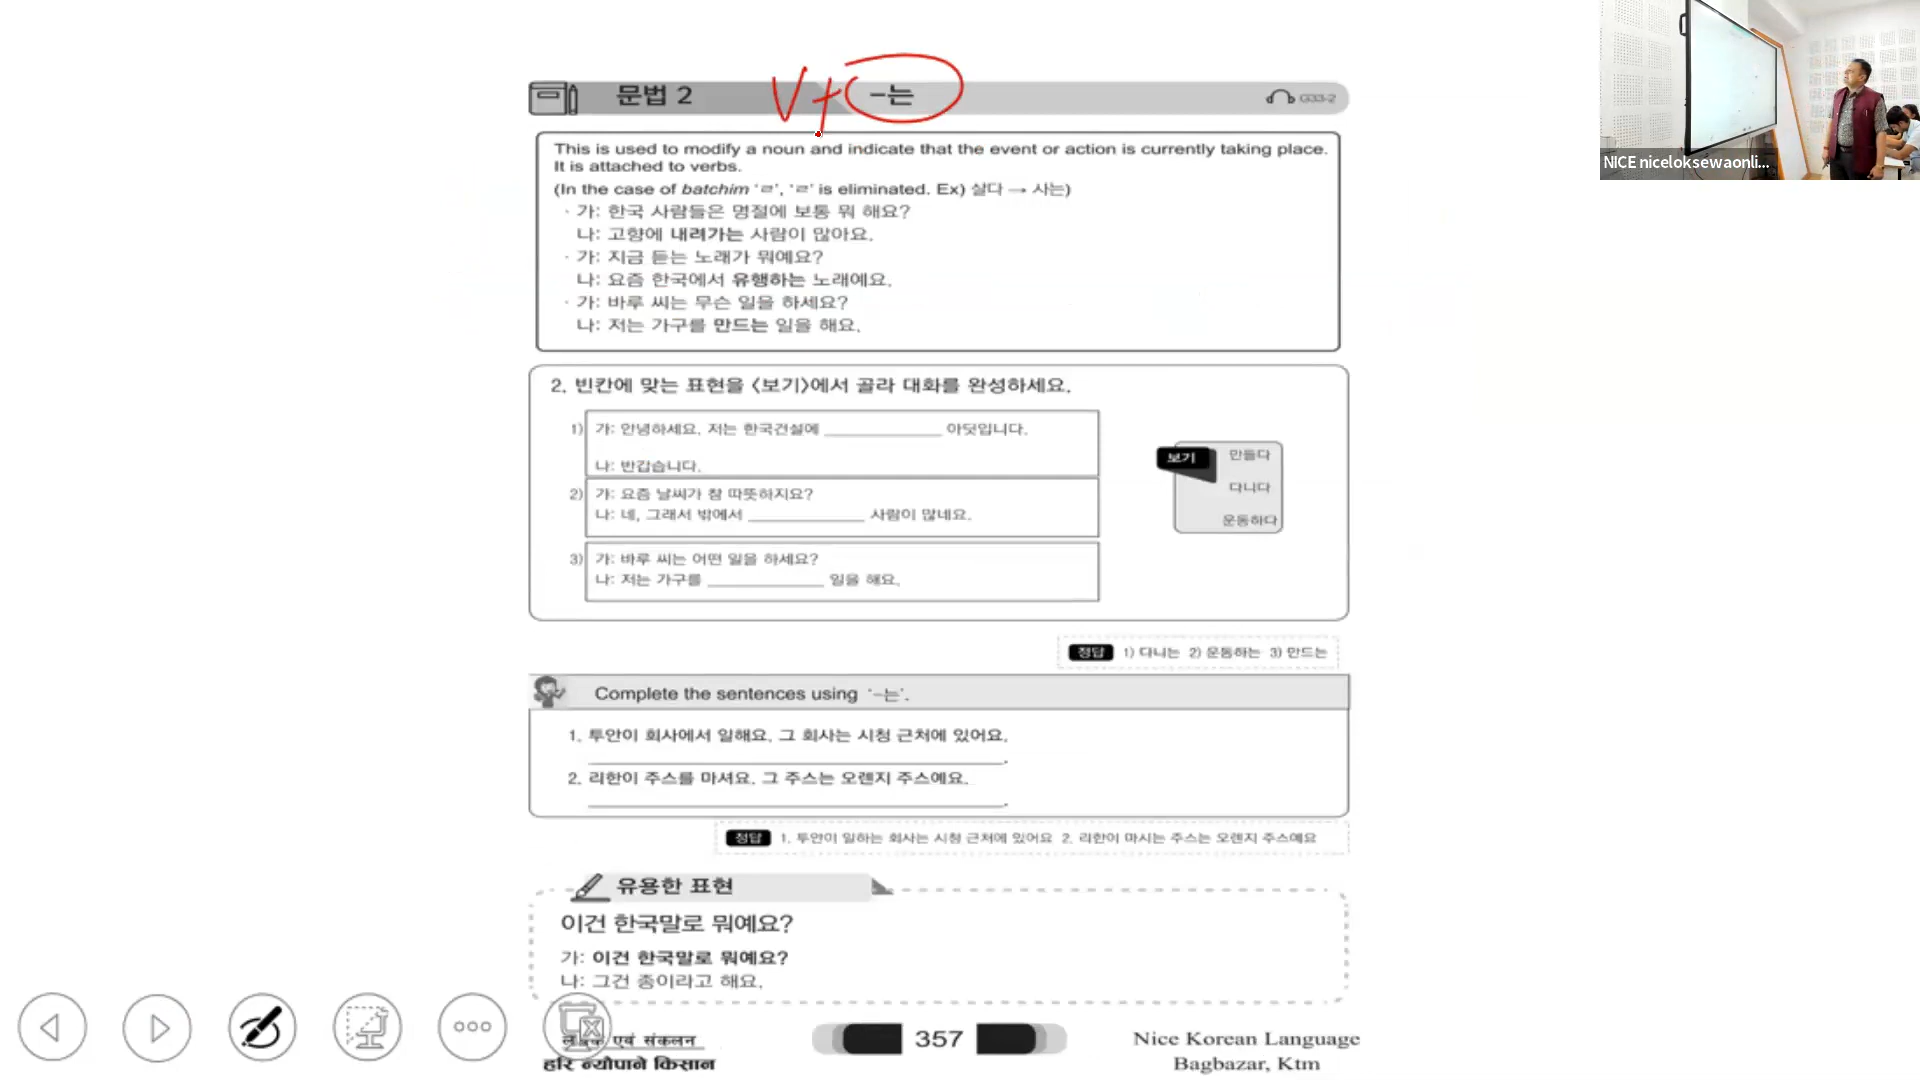 문법 2
V+
-는
G33-2
This is used to modify a noun and indicate that the event or action is currently taking place.
It is attached to verbs.
(In the case of batchim ‘ㄹ’, ‘ㄹ’ is eliminated. Ex) 살다 → 사는)
· 가: 한국 사람들은 명절에 보통 뭐 해요?
나: 고향에 내려가는 사람이 많아요.
· 가: 지금 듣는 노래가 뭐예요?
나: 요즘 한국에서 유행하는 노래예요.
· 가: 바루 씨는 무슨 일을 하세요?
나: 저는 가구를 만드는 일을 해요.
2. 빈칸에 맞는 표현을 <보기>에서 골라 대화를 완성하세요.
1) 가: 안녕하세요. 저는 한국건설에 ____________ 아딧입니다.
나: 반갑습니다.
2) 가: 요즘 날씨가 참 따뜻하지요?
나: 네, 그래서 밖에서 ____________ 사람이 많네요.
3) 가: 바루 씨는 어떤 일을 하세요?
나: 저는 가구를 ____________ 일을 해요.
보기
만들다
다니다
운동하다
정답 1) 다니는 2) 운동하는 3) 만드는
Complete the sentences using ‘-는’.
1. 투안이 회사에서 일해요. 그 회사는 시청 근처에 있어요.
____________.
2. 리한이 주스를 마셔요. 그 주스는 오렌지 주스예요.
____________.
정답 1. 투안이 일하는 회사는 시청 근처에 있어요 2. 리한이 마시는 주스는 오렌지 주스예요
유용한 표현
이건 한국말로 뭐예요?
가: 이건 한국말로 뭐예요?
나: 그건 종이라고 해요.
एवं संकलन
हरि न्यौपाने किसान
357
Nice Korean Language
Bagbazar, Ktm
NICE niceloksewaonli...